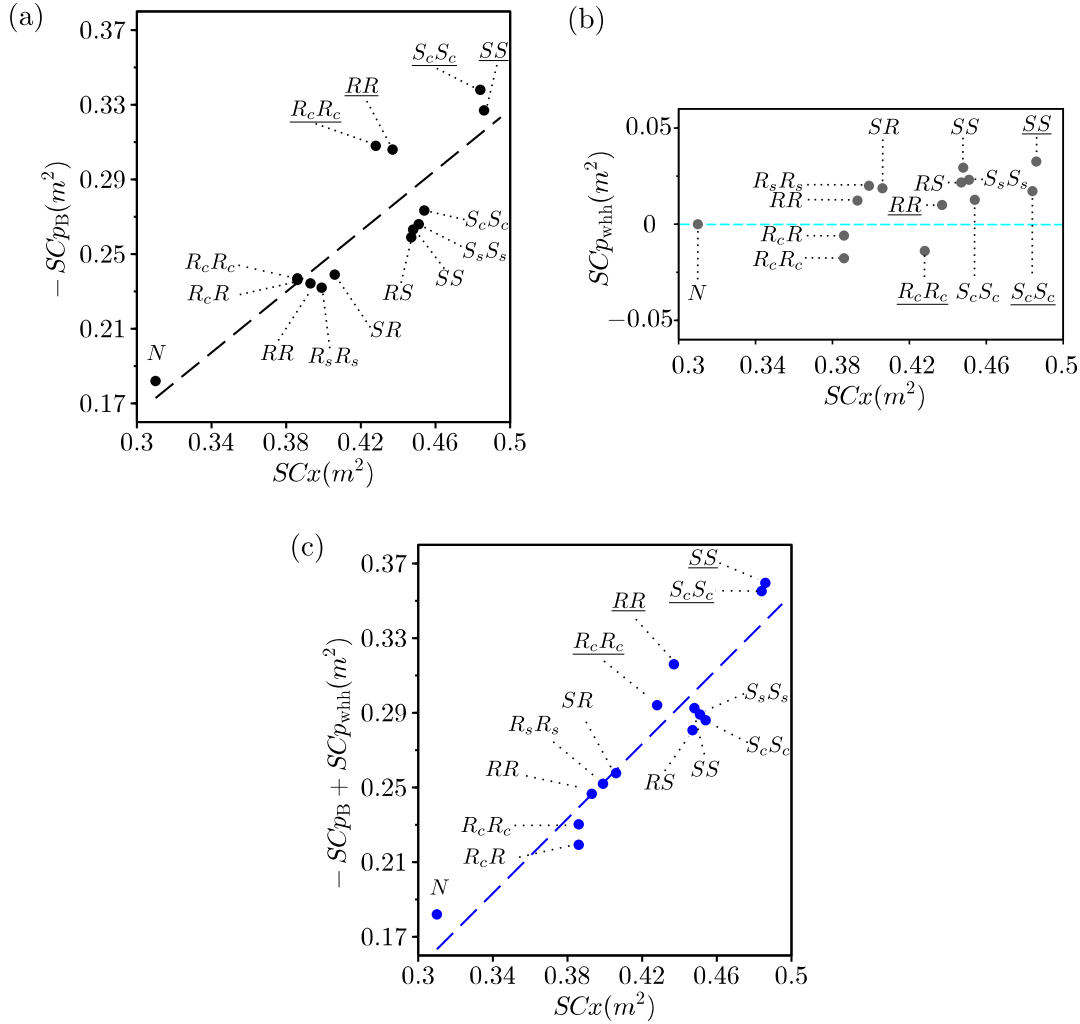 (a)
0.37
0.33
0.29
0.25
0.21
0.17
− SCp_B(m²)
S_cS_c
SS
RR
R_cR_c
S_cS_c
S_sS_s
SS
RS
R_cR_c
R_cR
SR
RR
R_sR_s
N
0.3 0.34 0.38 0.42 0.46 0.5
SCx(m²)
(b)
0.05
0
−0.05
SCp_whh(m²)
SR
SS
SS
R_sR_s
RS
S_sS_s
RR
RR
R_cR
R_cR_c
N
R_cR_c
S_cS_c
S_cS_c
0.3 0.34 0.38 0.42 0.46 0.5
SCx(m²)
(c)
0.37
0.33
0.29
0.25
0.21
0.17
− SCp_B + SCp_whh(m²)
SS
S_cS_c
RR
R_cR_c
S_sS_s
SR
R_sR_s
S_cS_c
RR
SS
RS
R_cR_c
R_cR
N
0.3 0.34 0.38 0.42 0.46 0.5
SCx(m²)